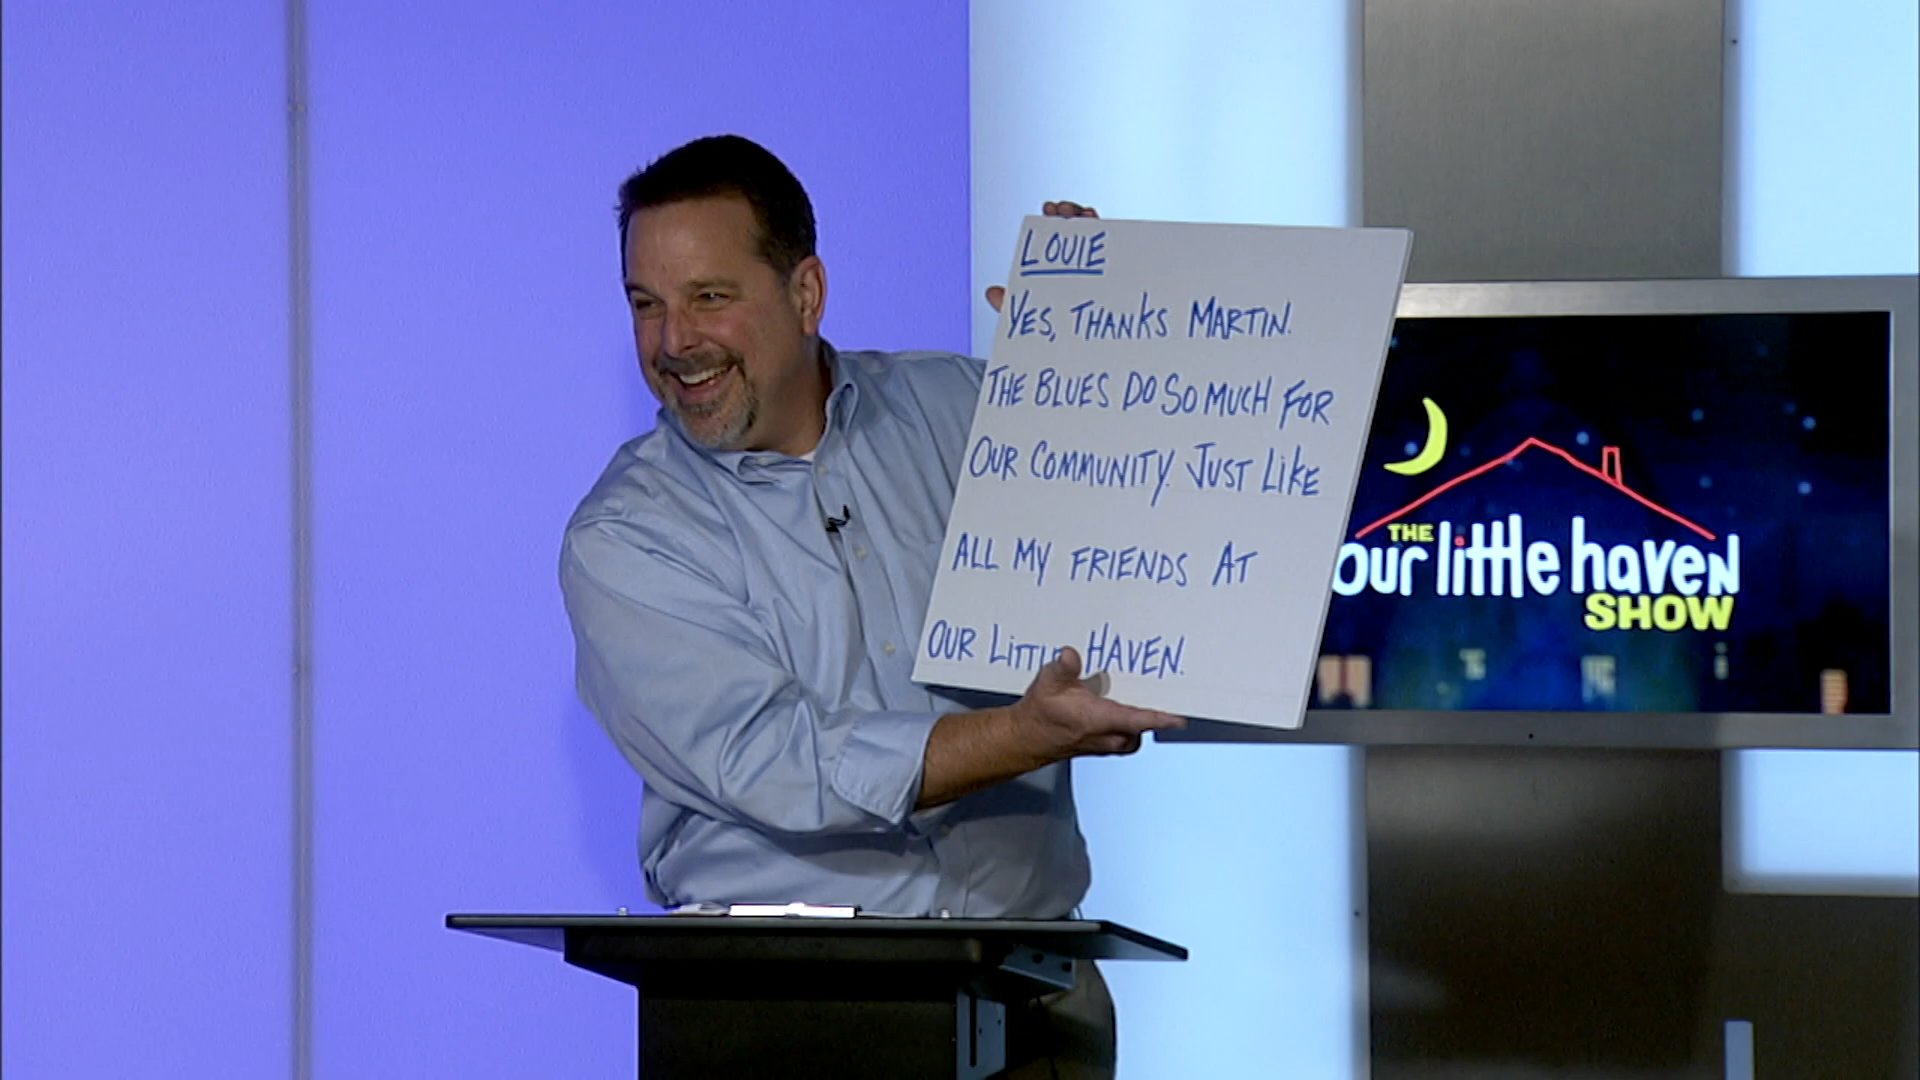 LOUIE
YES, THANKS MARTIN.
THE BLUES DO SO MUCH FOR
OUR COMMUNITY. JUST LIKE
ALL MY FRIENDS AT
OUR LITTLE HAVEN.
THE
our little haven
SHOW